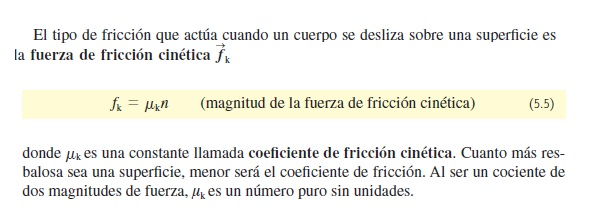 El tipo de fricción que actúa cuando un cuerpo se desliza sobre una superficie es
la fuerza de fricción cinética f⃗k
fk = μkn (magnitud de la fuerza de fricción cinética) (5.5)
donde μk es una constante llamada coeficiente de fricción cinética. Cuanto más res-
balosa sea una superficie, menor será el coeficiente de fricción. Al ser un cociente de
dos magnitudes de fuerza, μk es un número puro sin unidades.